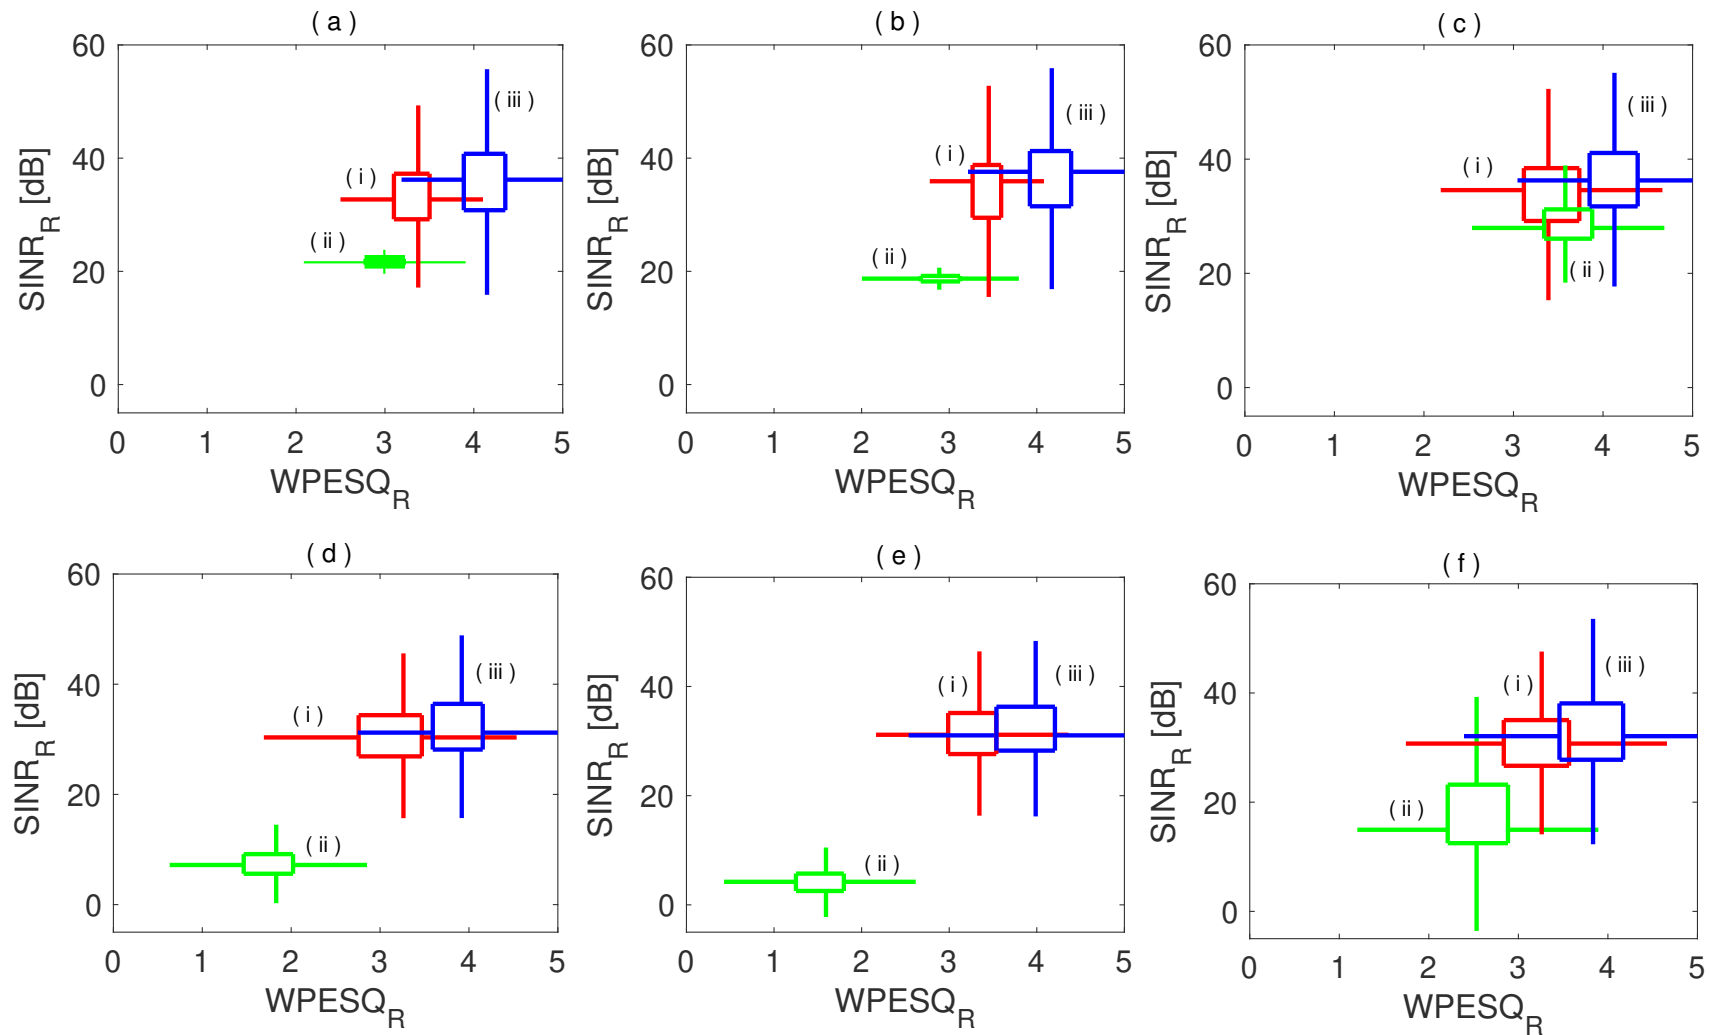 ( a )
60
40
20
0
SINR_R [dB]
( i )
( ii )
( iii )
0 1 2 3 4 5
WPESQ_R
( b )
60
40
20
0
SINR_R [dB]
( i )
( ii )
( iii )
0 1 2 3 4 5
WPESQ_R
( c )
60
40
20
0
SINR_R [dB]
( i )
( ii )
( iii )
0 1 2 3 4 5
WPESQ_R
( d )
60
40
20
0
SINR_R [dB]
( i )
( ii )
( iii )
0 1 2 3 4 5
WPESQ_R
( e )
60
40
20
0
SINR_R [dB]
( i )
( ii )
( iii )
0 1 2 3 4 5
WPESQ_R
( f )
60
40
20
0
SINR_R [dB]
( i )
( ii )
( iii )
0 1 2 3 4 5
WPESQ_R